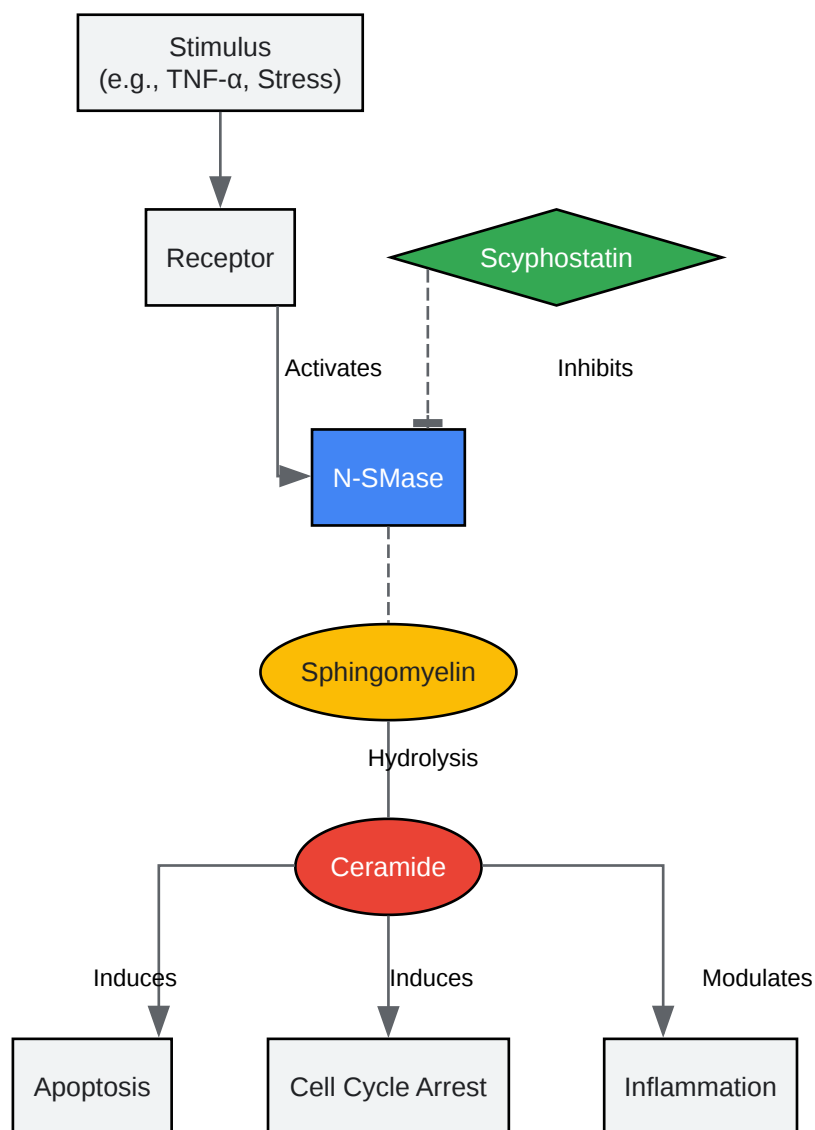 Stimulus
(e.g., TNF-α, Stress)
Receptor
Scyphostatin
Activates
Inhibits
N-SMase
Sphingomyelin
Hydrolysis
Ceramide
Induces
Induces
Modulates
Apoptosis
Cell Cycle Arrest
Inflammation